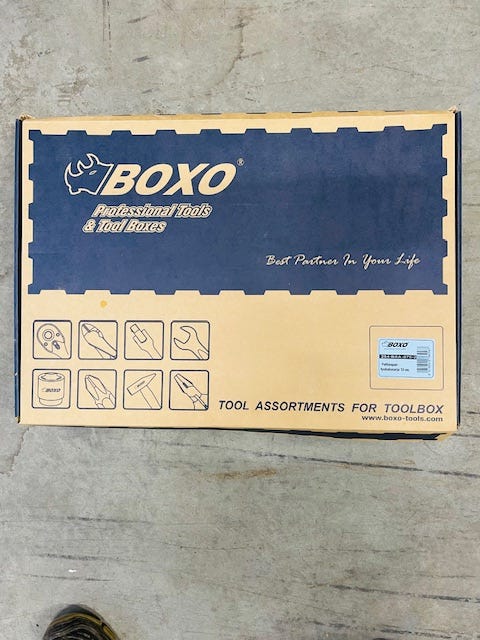 BOXO®
Professional Tools
& Tool Boxes
Best Partner In Your Life
BOXO
BOXO
TOOL ASSORTMENTS FOR TOOLBOX
www.boxo-tools.com